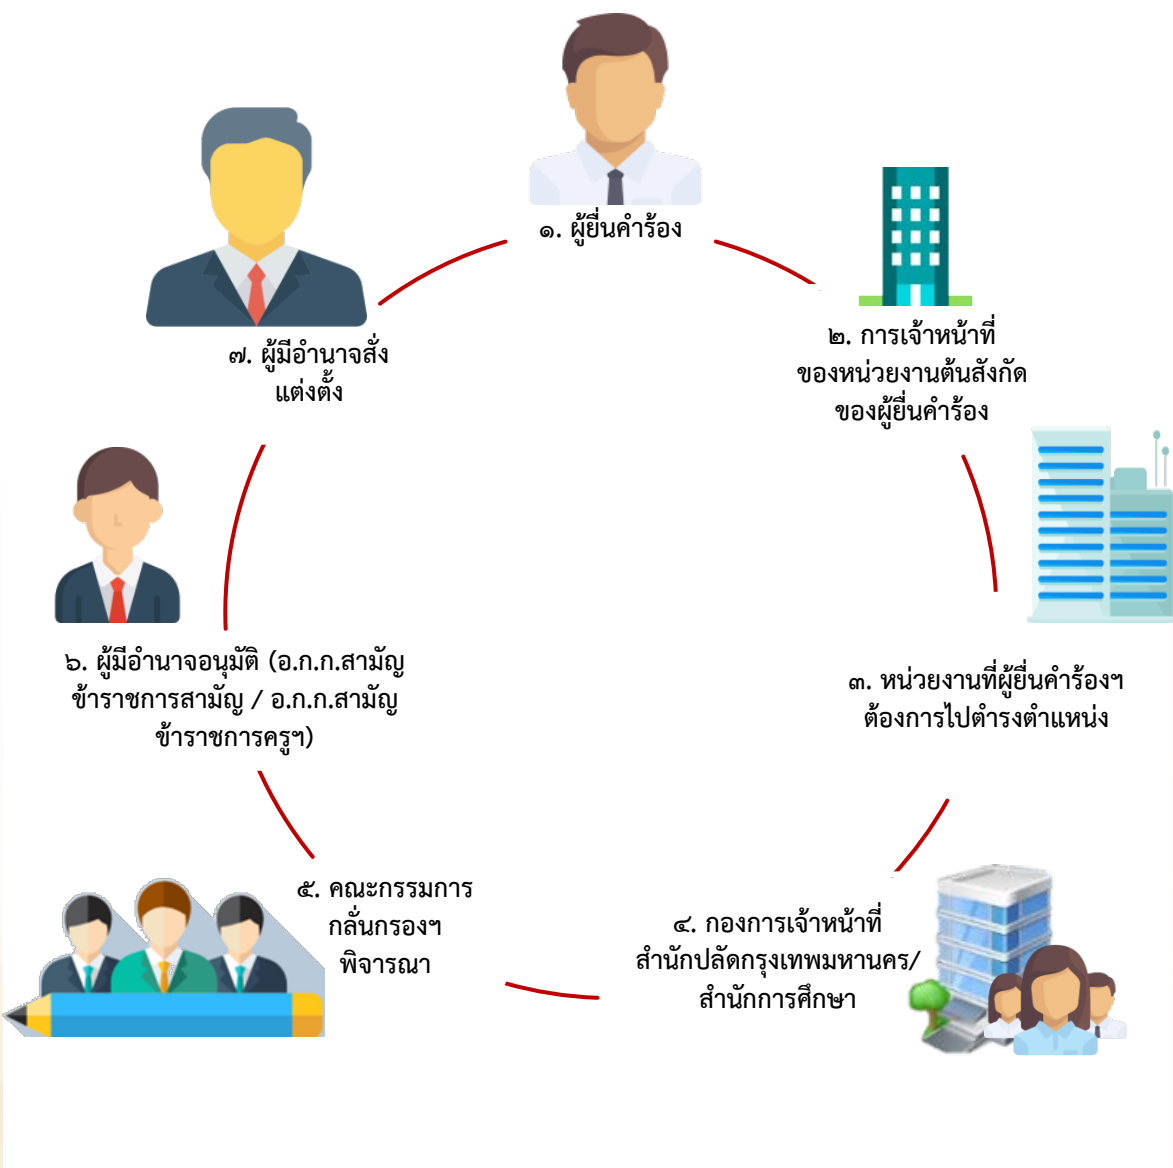 ๑. ผู้ยื่นคำร้อง
๒. การเจ้าหน้าที่
ของหน่วยงานต้นสังกัด
ของผู้ยื่นคำร้อง
๓. หน่วยงานที่ผู้ยื่นคำร้องฯ
ต้องการไปดำรงตำแหน่ง
๔. กองการเจ้าหน้าที่
สำนักปลัดกรุงเทพมหานคร/
สำนักการศึกษา
๕. คณะกรรมการ
กลั่นกรองฯ
พิจารณา
๖. ผู้มีอำนาจอนุมัติ (อ.ก.ก.สามัญ
ข้าราชการสามัญ / อ.ก.ก.สามัญ
ข้าราชการครูฯ)
๗. ผู้มีอำนาจสั่ง
แต่งตั้ง